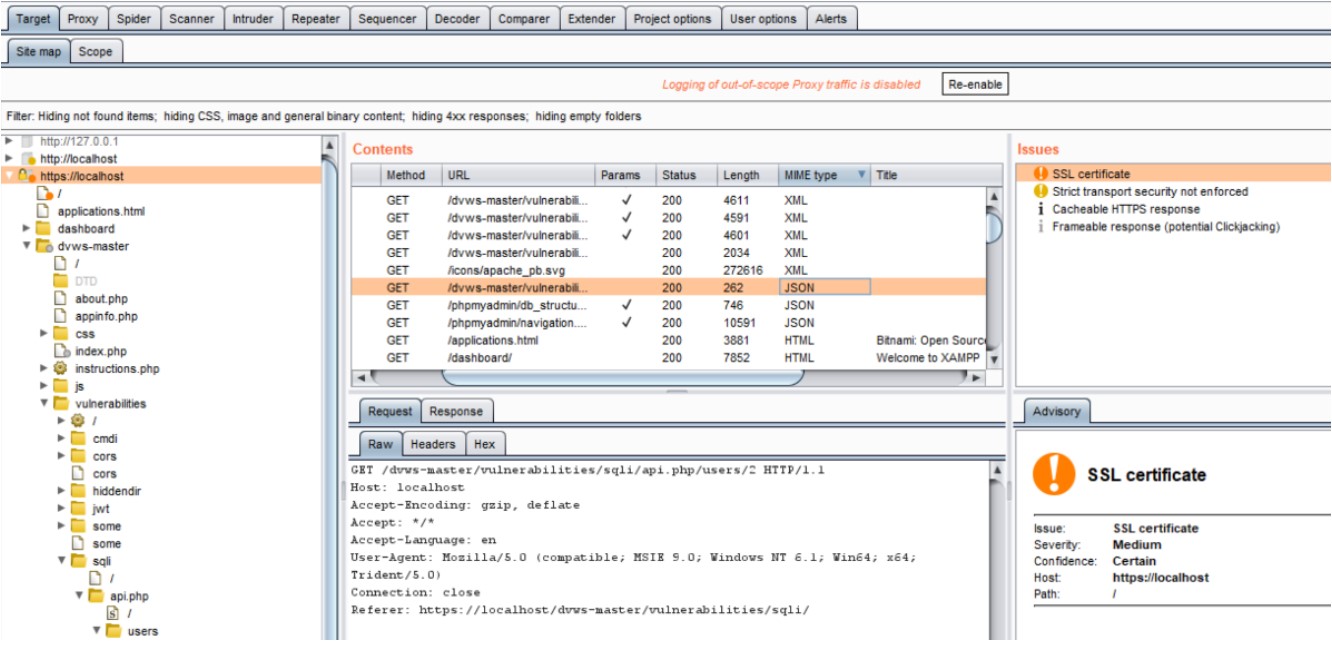 Target Proxy Spider Scanner Intruder Repeater Sequencer Decoder Comparer Extender Project options User options Alerts
Site map Scope
Logging of out-of-scope Proxy traffic is disabled Re-enable
Filter: Hiding not found items; hiding CSS, image and general binary content; hiding 4xx responses; hiding empty folders
http://127.0.0.1
http://localhost
https://localhost
/
applications.html
dashboard
dvws-master
/
DTD
about.php
appinfo.php
css
index.php
instructions.php
js
vulnerabilities
/
cmdi
cors
cors
hiddendir
jwt
some
some
sqli
/
api.php
/
users
Contents
Method URL Params Status Length MIME type Title
GET /dvws-master/vulnerabili... ✓ 200 4611 XML
GET /dvws-master/vulnerabili... ✓ 200 4591 XML
GET /dvws-master/vulnerabili... ✓ 200 4601 XML
GET /dvws-master/vulnerabili... 200 2034 XML
GET /icons/apache_pb.svg 200 272616 XML
GET /dvws-master/vulnerabili... 200 262 JSON
GET /phpmyadmin/db_structu... ✓ 200 746 JSON
GET /phpmyadmin/navigation.... ✓ 200 10591 JSON
GET /applications.html 200 3881 HTML Bitnami: Open Source
GET /dashboard/ 200 7852 HTML Welcome to XAMPP
Request Response
Raw Headers Hex
GET /dvws-master/vulnerabilities/sqli/api.php/users/2 HTTP/1.1
Host: localhost
Accept-Encoding: gzip, deflate
Accept: */*
Accept-Language: en
User-Agent: Mozilla/5.0 (compatible; MSIE 9.0; Windows NT 6.1; Win64; x64;
Trident/5.0)
Connection: close
Referer: https://localhost/dvws-master/vulnerabilities/sqli/
Issues
SSL certificate
Strict transport security not enforced
Cacheable HTTPS response
Frameable response (potential Clickjacking)
Advisory
SSL certificate
Issue: SSL certificate
Severity: Medium
Confidence: Certain
Host: https://localhost
Path: /